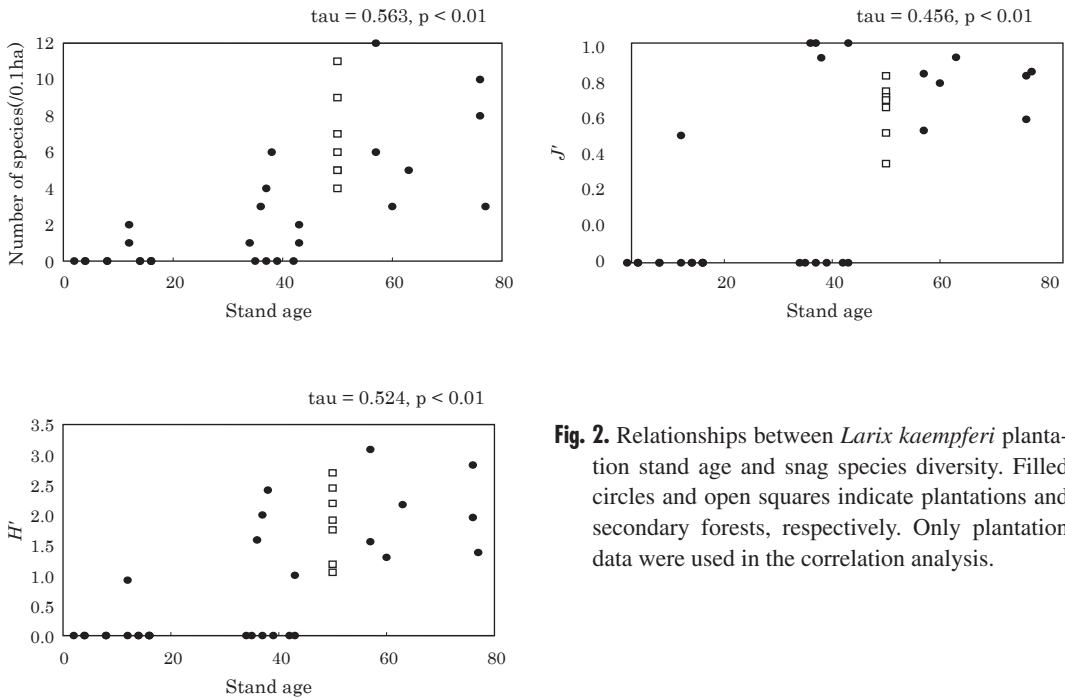 tau = 0.563, p < 0.01
Number of species(/0.1ha)
12
10
8
6
4
2
0
0 20 40 60 80
Stand age
tau = 0.456, p < 0.01
J'
1.0
0.8
0.6
0.4
0.2
0.0
0
20 40 60 80
Stand age
tau = 0.524, p < 0.01
H'
3.5
3.0
2.5
2.0
1.5
1.0
0.5
0.0
0 20 40 60 80
Stand age
Fig. 2. Relationships between Larix kaempferi planta-
tion stand age and snag species diversity. Filled
circles and open squares indicate plantations and
secondary forests, respectively. Only plantation
data were used in the correlation analysis.